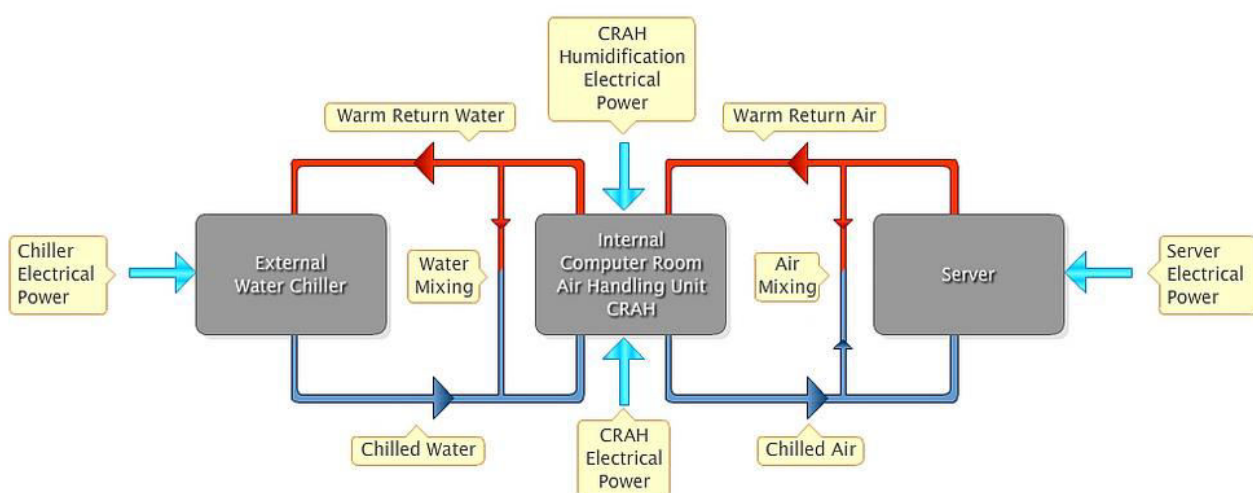 CRAH
Humidification
Electrical
Power
Warm Return Water
Warm Return Air
Chiller
Electrical
Power
External
Water Chiller
Water
Mixing
Internal
Computer Room
Air Handling Unit
CRAH
Air
Mixing
Server
Server
Electrical
Power
Chilled Water
CRAH
Electrical
Power
Chilled Air